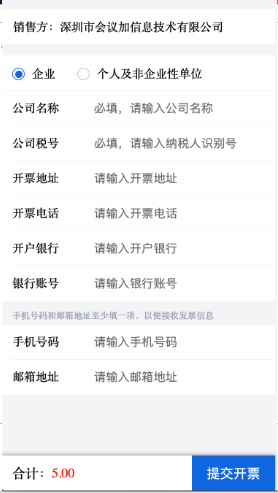 销售方：深圳市会议加信息技术有限公司
企业 个人及非企业性单位
公司名称 必填，请输入公司名称
公司税号 必填，请输入纳税人识别号
开票地址 请输入开票地址
开票电话 请输入开票电话
开户银行 请输入开户银行
银行账号 请输入银行账号
手机号码和邮箱地址至少填一项，以便接收发票信息
手机号码 请输入手机号码
邮箱地址 请输入邮箱地址
合计：5.00 提交开票